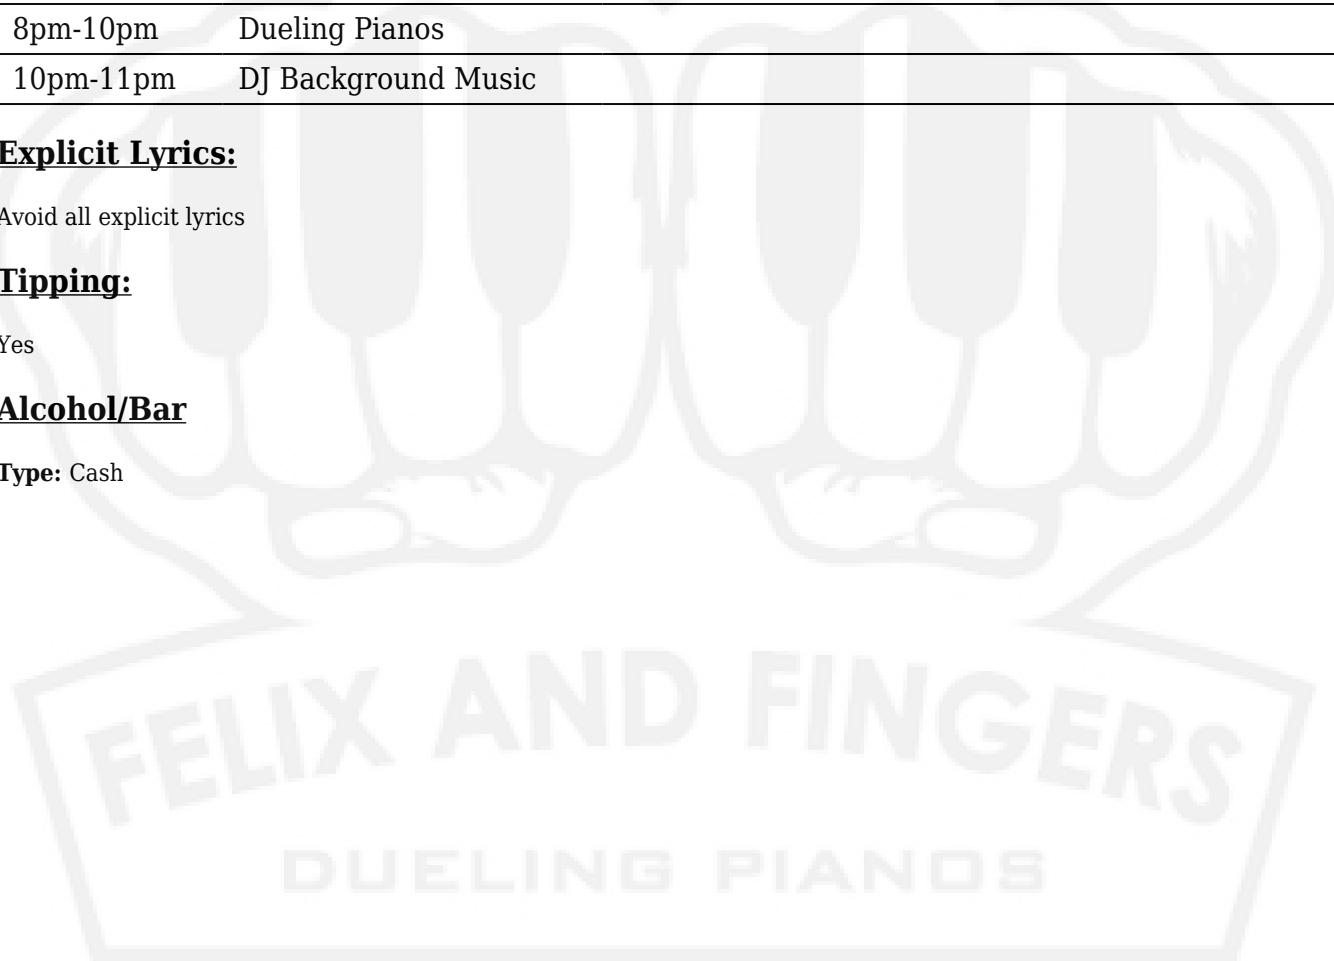 8pm-10pm Dueling Pianos
10pm-11pm DJ Background Music
Explicit Lyrics:
Avoid all explicit lyrics
Tipping:
Yes
Alcohol/Bar
Type: Cash
FELIX AND FINGERS
DUELING PIANOS